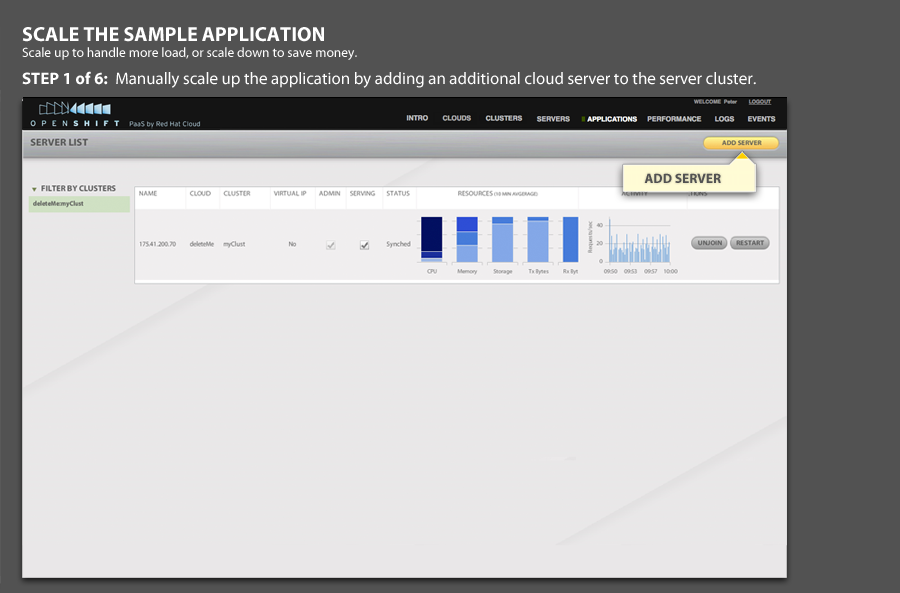 SCALE THE SAMPLE APPLICATION
Scale up to handle more load, or scale down to save money.
STEP 1 of 6: Manually scale up the application by adding an additional cloud server to the server cluster.
WELCOME Peter LOGOUT
OPENSHIFT PaaS by Red Hat Cloud
INTRO CLOUDS CLUSTERS SERVERS APPLICATIONS PERFORMANCE LOGS EVENTS
SERVER LIST
ADD SERVER
ADD SERVER
FILTER BY CLUSTERS
deleteMe:myClust
NAME CLOUD CLUSTER VIRTUAL IP ADMIN SERVING STATUS RESOURCES (10 MIN AVGERAGE) ACTIVITY TIONS
175.41.200.70 deleteMe myClust No Synched
CPU Memory Storage Tx Bytes Rx Byt
Requests/sec
40
20
0
09:50 09:53 09:57 10:00
UNJOIN RESTART